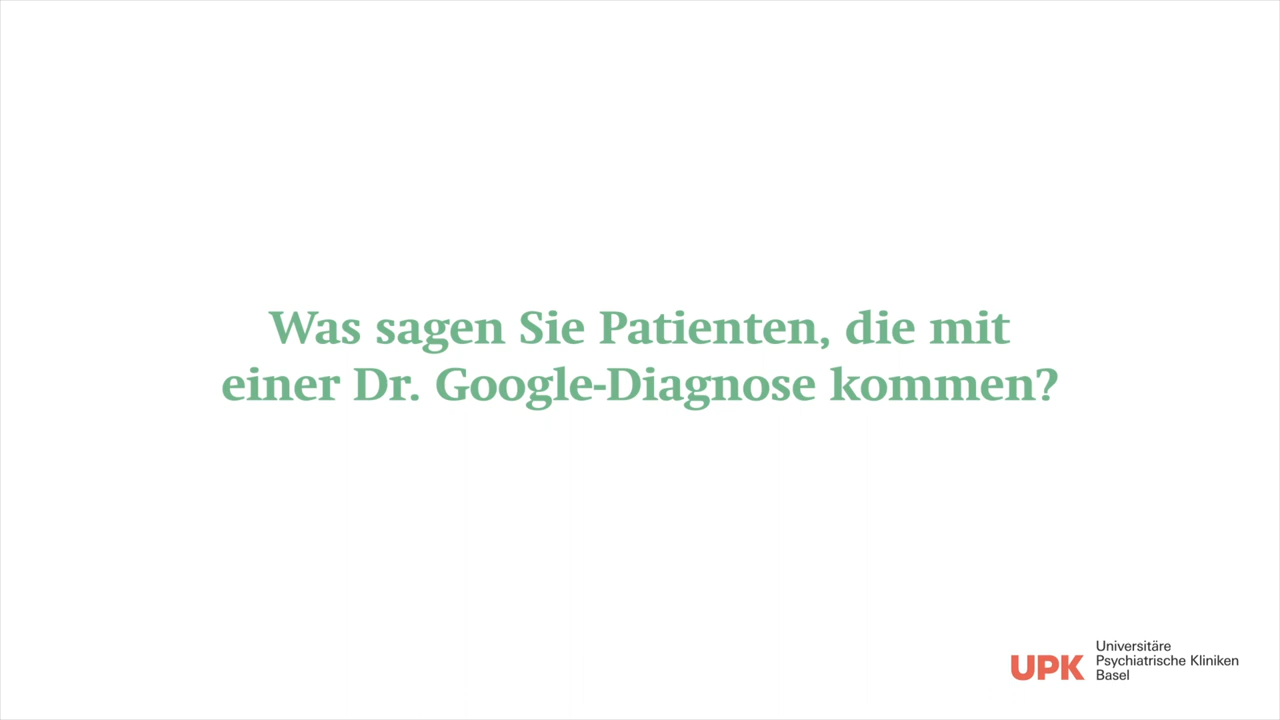 Was sagen Sie Patienten, die mit
einer Dr. Google-Diagnose kommen?
UPK
Universitäre
Psychiatrische Kliniken
Basel